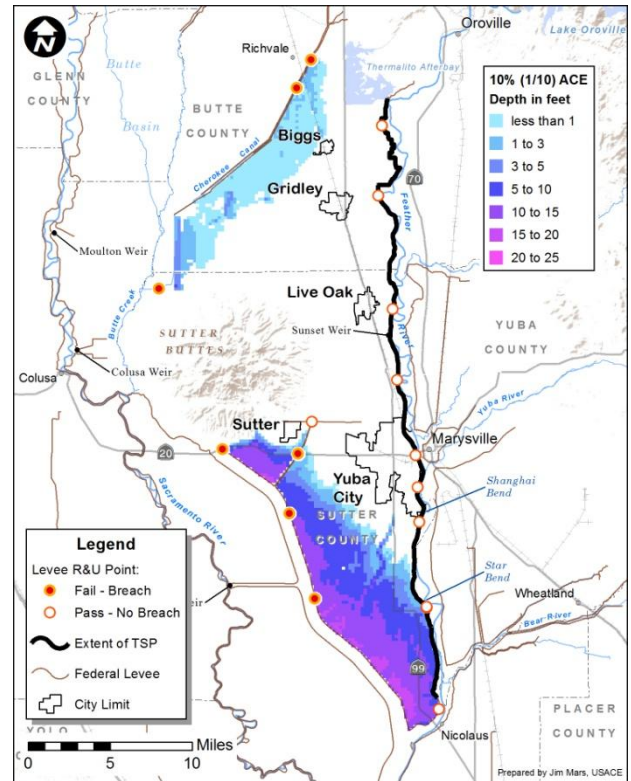 N
GLENN
COUNTY
Butte
Basin
Richvale
BUTTE
COUNTY
Cherokee Canal
Biggs
Gridley
Oroville
Lake Oroville
Thermalito Afterbay
70
Feather
River
10% (1/10) ACE
Depth in feet
less than 1
1 to 3
3 to 5
5 to 10
10 to 15
15 to 20
20 to 25
Moulton Weir
Butte Creek
Live Oak
Sunset Weir
SUTTER
BUTTES
YUBA
COUNTY
Colusa Weir
Colusa
Yuba River
Sutter
20
Marysville
Sacramento River
Yuba
City
Shanghai
Bend
SUTTER
COUNTY
Star
Bend
Wheatland
Bear River
99
PLACER
COUNTY
Nicolaus
YOLO
Legend
Levee R&U Point:
Fail - Breach
Pass - No Breach
Extent of TSP
Federal Levee
City Limit
0
5
10
Miles
Prepared by Jim Mars, USACE